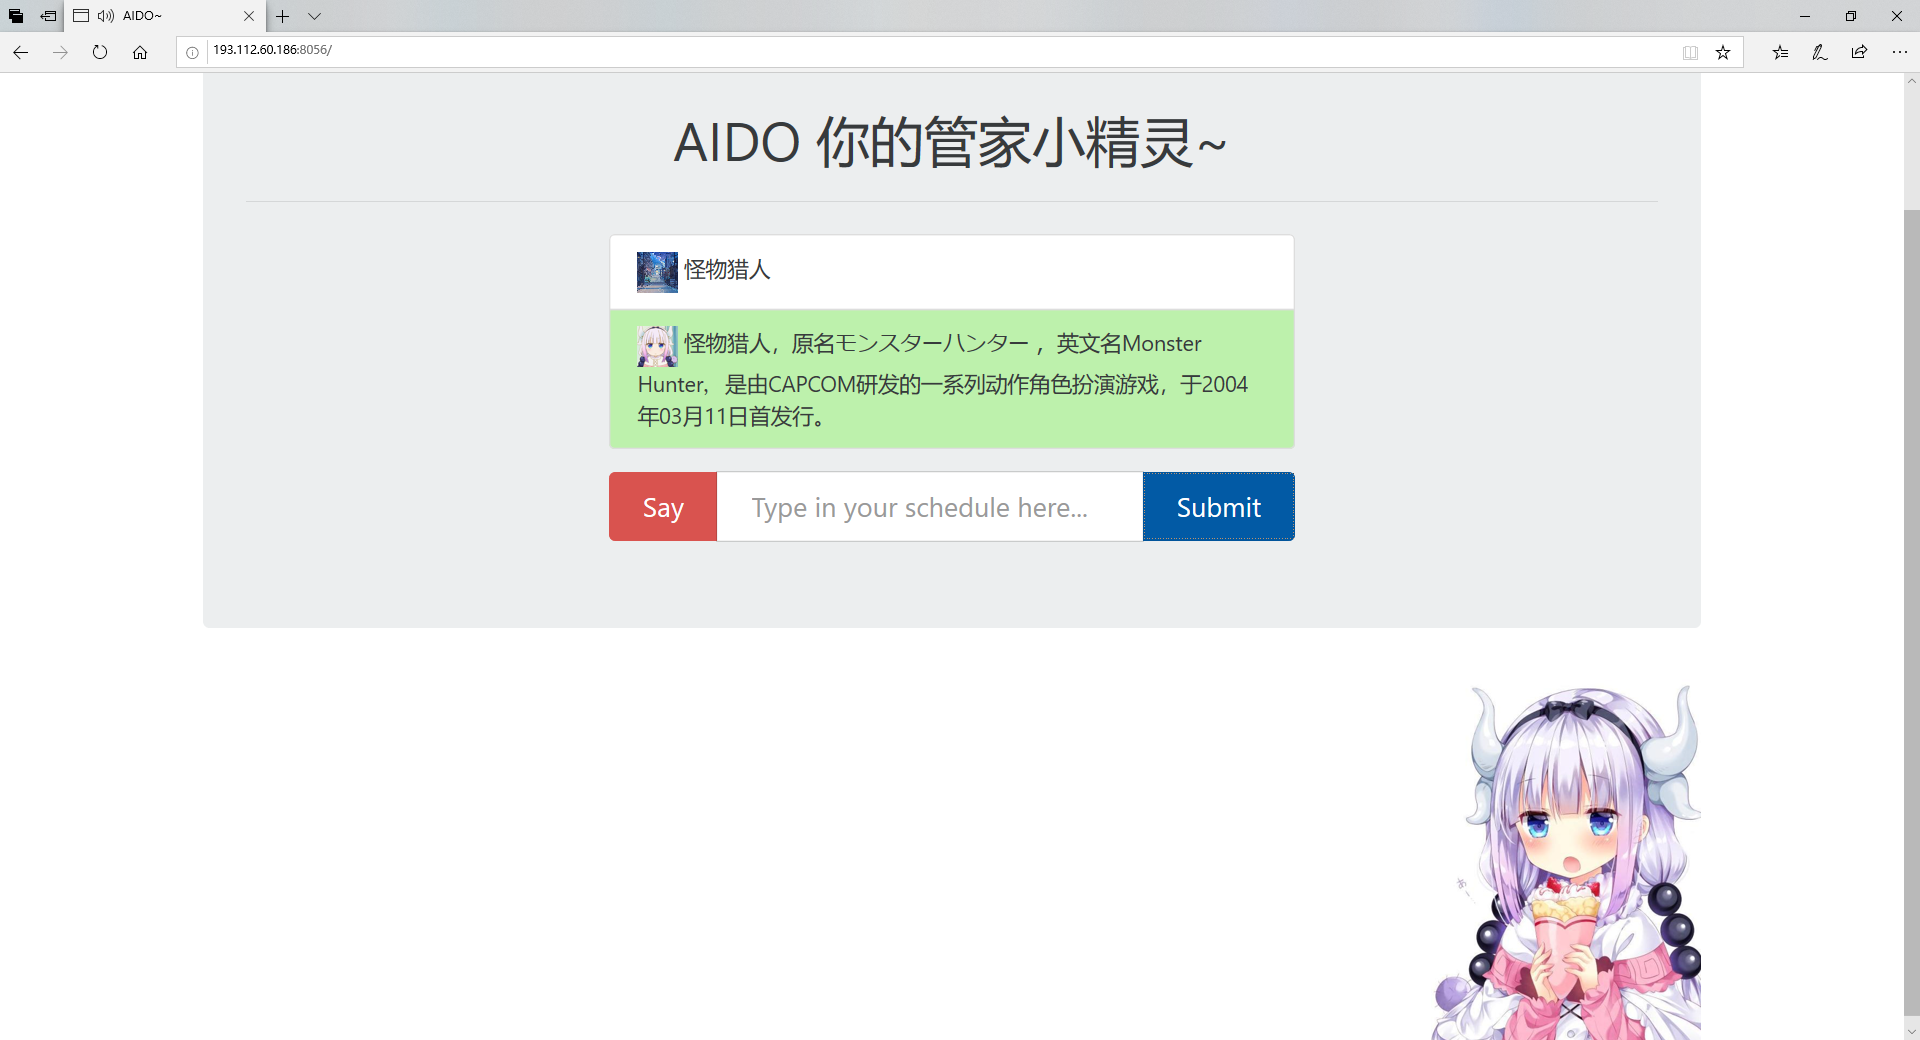 AIDO~
193.112.60.186:8056/
AIDO 你的管家小精灵~
怪物猎人
怪物猎人，原名モンスターハンター ，英文名Monster
Hunter，是由CAPCOM研发的一系列动作角色扮演游戏，于2004
年03月11日首发行。
Say
Type in your schedule here...
Submit
あ～